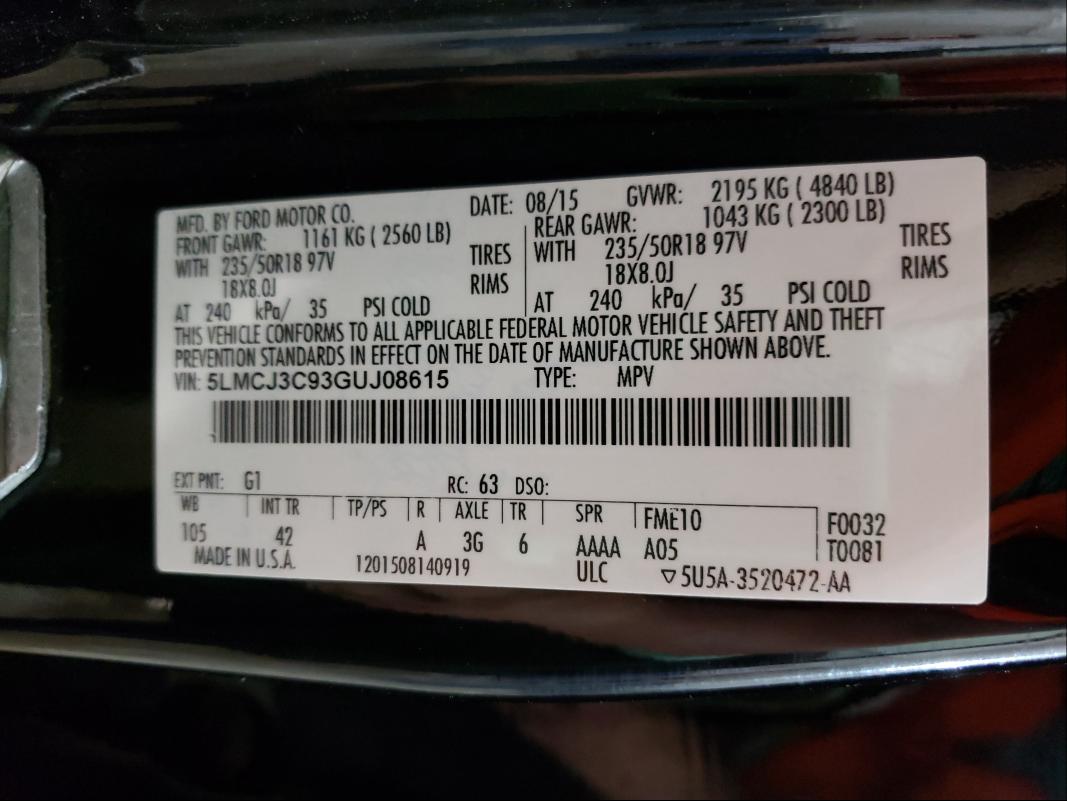 MFD. BY FORD MOTOR CO. DATE: 08/15 GVWR: 2195 KG ( 4840 LB)
FRONT GAWR: 1161 KG ( 2560 LB) REAR GAWR: 1043 KG ( 2300 LB)
WITH 235/50R18 97V TIRES WITH 235/50R18 97V TIRES
18X8.0J RIMS 18X8.0J RIMS
AT 240 kPa/ 35 PSI COLD AT 240 kPa/ 35 PSI COLD
THIS VEHICLE CONFORMS TO ALL APPLICABLE FEDERAL MOTOR VEHICLE SAFETY AND THEFT
PREVENTION STANDARDS IN EFFECT ON THE DATE OF MANUFACTURE SHOWN ABOVE.
VIN: 5LMCJ3C93GUJ08615 TYPE: MPV
EXT PNT: G1 RC: 63 DSO:
WB INT TR TP/PS R AXLE TR SPR FME10 F0032
105 42 A 3G 6 AAAA A05 T0081
MADE IN U.S.A. 1201508140919 ULC ▽5U5A-3520472-AA